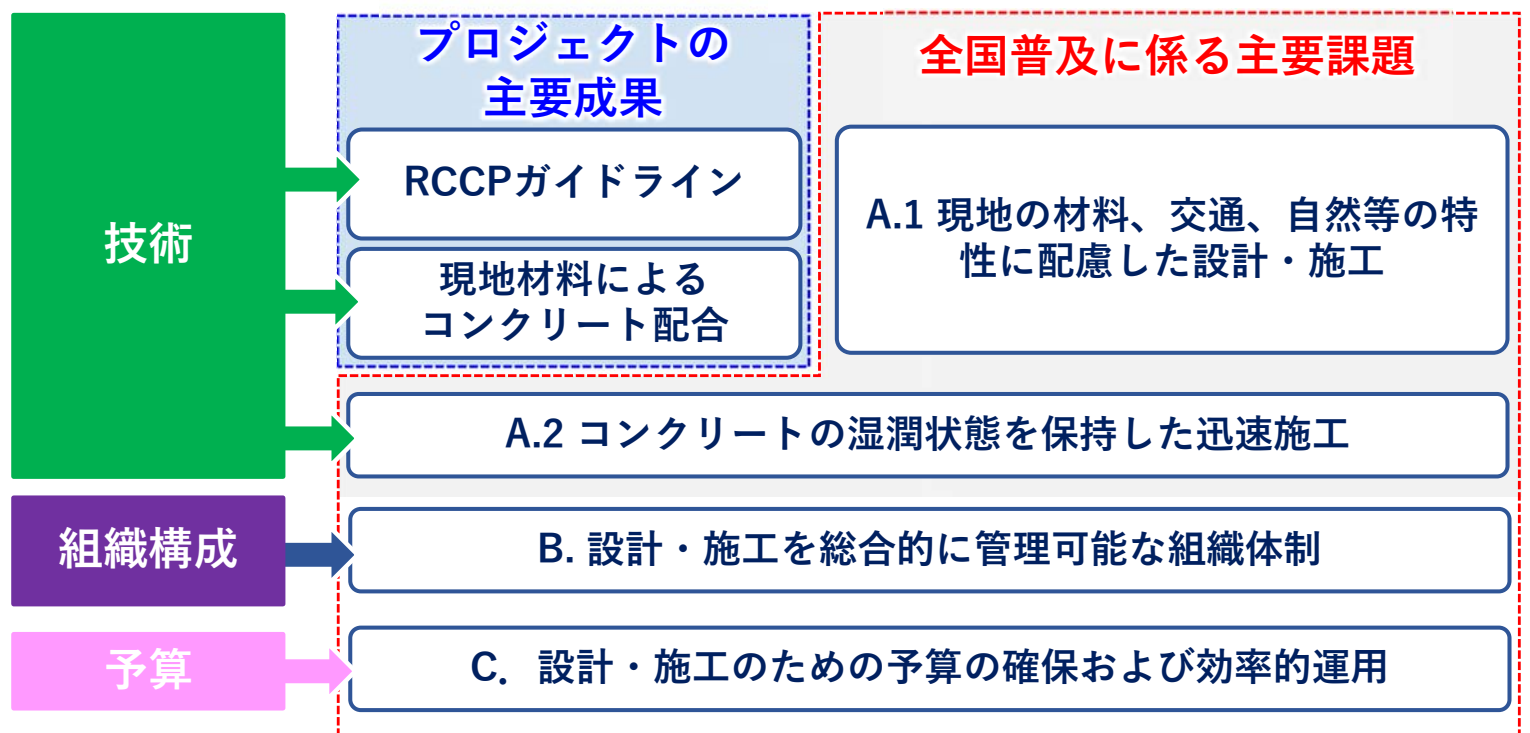 プロジェクトの
主要成果
全国普及に係る主要課題
技術
RCCPガイドライン
現地材料による
コンクリート配合
A.1 現地の材料、交通、自然等の特
性に配慮した設計・施工
A.2 コンクリートの湿潤状態を保持した迅速施工
組織構成
B. 設計・施工を総合的に管理可能な組織体制
予算
C. 設計・施工のための予算の確保および効率的運用